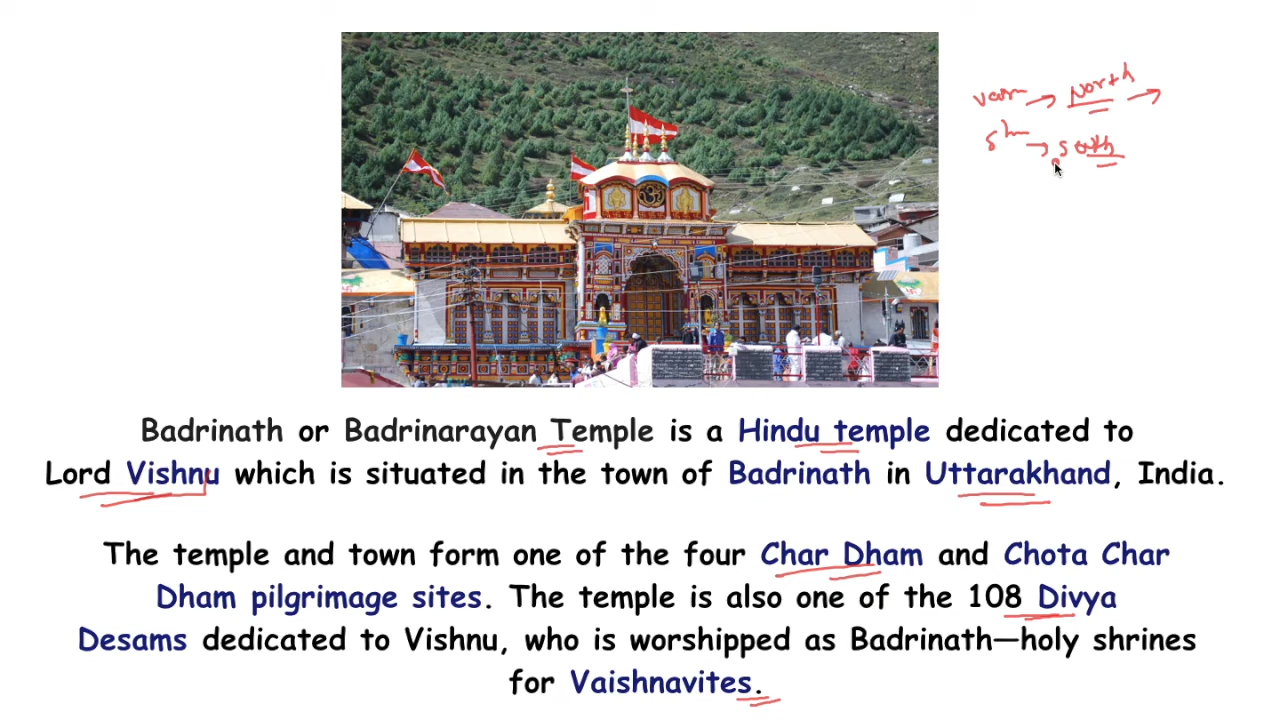 North
South
Badrinath or Badrinarayan Temple is a Hindu temple dedicated to
Lord Vishnu which is situated in the town of Badrinath in Uttarakhand, India.
The temple and town form one of the four Char Dham and Chota Char
Dham pilgrimage sites. The temple is also one of the 108 Divya
Desams dedicated to Vishnu, who is worshipped as Badrinath—holy shrines
for Vaishnavites.